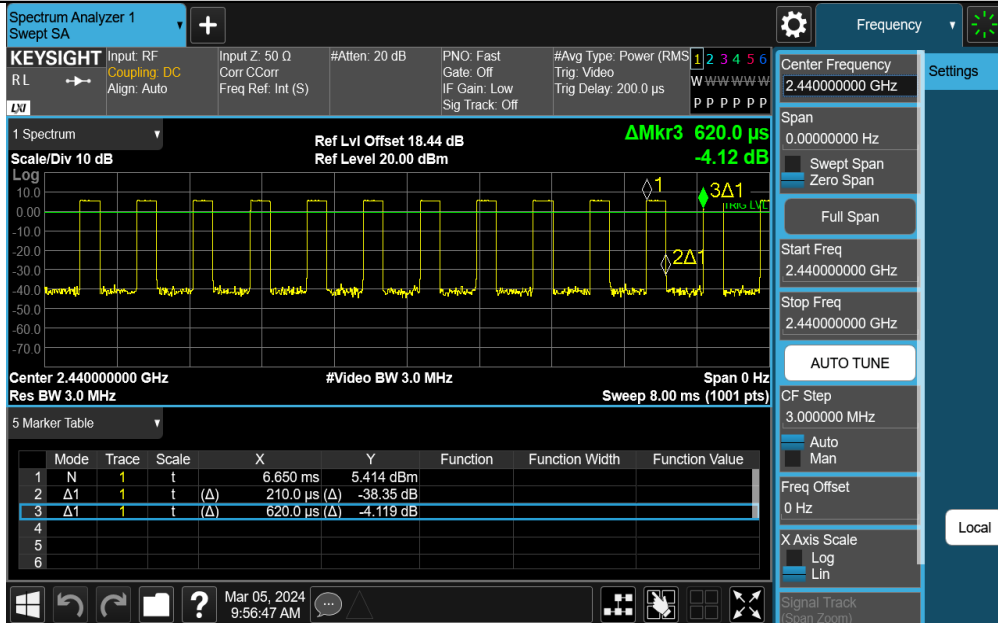 Spectrum Analyzer 1
Swept SA
Frequency
KEYSIGHT
RL
LXI
Input: RF
Coupling: DC
Align: Auto
Input Z: 50 Ω
Corr CCorr
Freq Ref: Int (S)
#Atten: 20 dB
PNO: Fast
Gate: Off
IF Gain: Low
Sig Track: Off
#Avg Type: Power (RMS
Trig: Video
Trig Delay: 200.0 µs
1 2 3 4 5 6
W W W W W W
P P P P P P
1 Spectrum
Scale/Div 10 dB
Log
Ref Lvl Offset 18.44 dB
Ref Level 20.00 dBm
ΔMkr3 620.0 µs
-4.12 dB
10.0
0.00
-10.0
-20.0
-30.0
-40.0
-50.0
-60.0
-70.0
1
3Δ1
TRIG LVL
2Δ1
Center 2.440000000 GHz
#Video BW 3.0 MHz
Span 0 Hz
Res BW 3.0 MHz
Sweep 8.00 ms (1001 pts)
5 Marker Table
Mode Trace Scale X Y Function Function Width Function Value
1 N 1 t 6.650 ms 5.414 dBm
2 Δ1 1 t (Δ) 210.0 µs (Δ) -38.35 dB
3 Δ1 1 t (Δ) 620.0 µs (Δ) -4.119 dB
4
5
6
Mar 05, 2024
9:56:47 AM
Center Frequency
2.440000000 GHz
Settings
Span
0.00000000 Hz
Swept Span
Zero Span
Full Span
Start Freq
2.440000000 GHz
Stop Freq
2.440000000 GHz
AUTO TUNE
CF Step
3.000000 MHz
Auto
Man
Freq Offset
0 Hz
Local
X Axis Scale
Log
Lin
Signal Track
(Span Zoom)